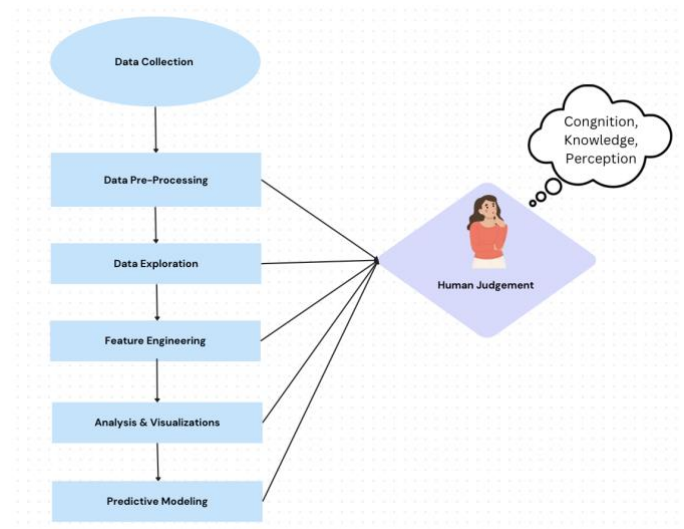 Data Collection
Data Pre-Processing
Data Exploration
Feature Engineering
Analysis & Visualizations
Predictive Modeling
Congnition,
Knowledge,
Perception
Human Judgement